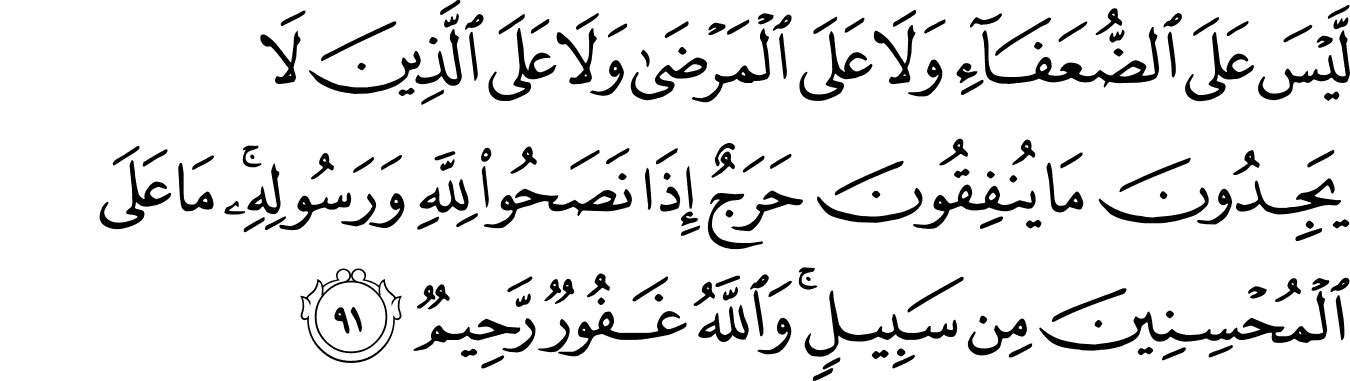 لَّيْسَ عَلَى ٱلضُّعَفَآءِ وَلَا عَلَى ٱلْمَرْضَىٰ وَلَا عَلَى ٱلَّذِينَ لَا
يَجِدُونَ مَا يُنفِقُونَ حَرَجٌ إِذَا نَصَحُوا۟ لِلَّهِ وَرَسُولِهِۦ ۚ مَا عَلَى
ٱلْمُحْسِنِينَ مِن سَبِيلٍ ۚ وَٱللَّهُ غَفُورٌ رَّحِيمٌ ٩١